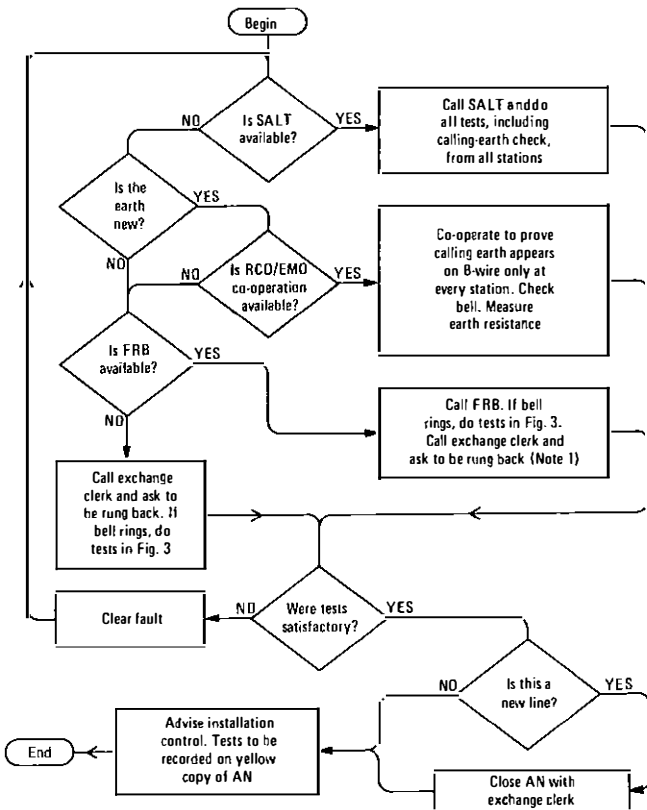 Begin
Is SALT
available?
NO
YES
Call SALT and do
all tests, including
calling-earth check,
from all stations
Is the
earth
new?
YES
NO
Is RCO/EMO
co-operation
available?
NO
YES
Co-operate to prove
calling earth appears
on B-wire only at
every station. Check
bell. Measure
earth resistance
Is FRB
available?
YES
NO
Call FRB. If bell
rings, do tests in Fig. 3.
Call exchange clerk and
ask to be rung back (Note 1)
Call exchange
clerk and ask to
be rung back. If
bell rings, do
tests in Fig. 3
Clear fault
NO
Were tests
satisfactory?
YES
NO
Is this a
new line?
YES
End
Advise installation
control. Tests to be
recorded on yellow
copy of AN
Close AN with
exchange clerk